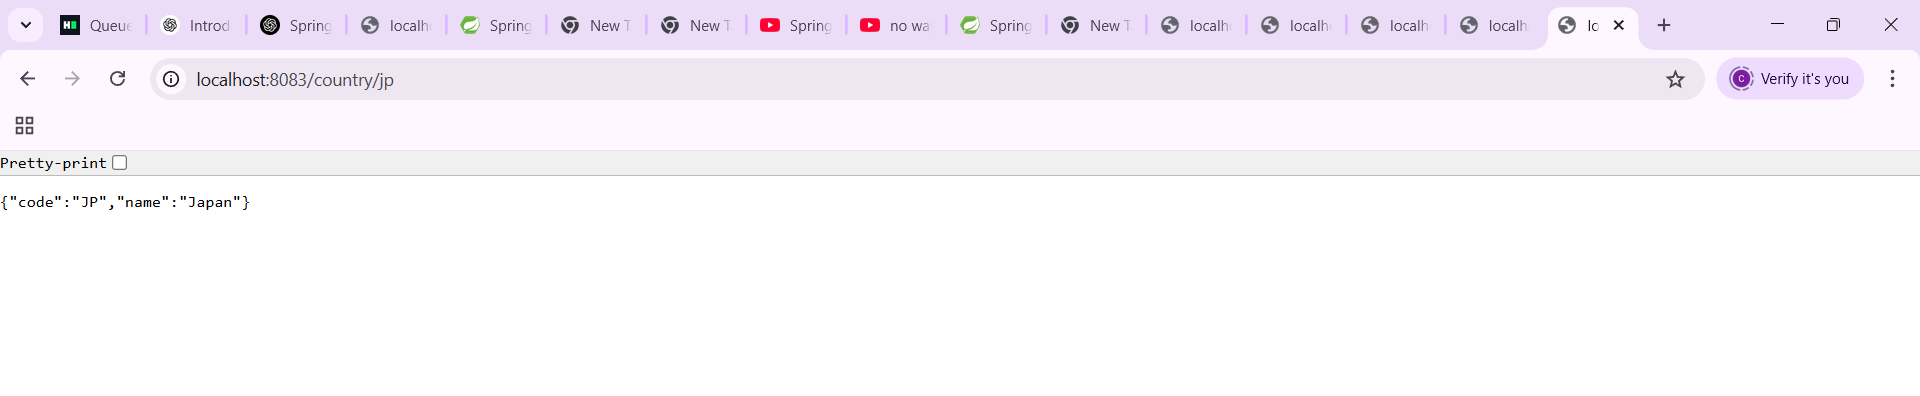 Queue Introd Spring localh Spring New T New T Spring no wa Spring New T localh localh localh localh lo
localhost:8083/country/jp Verify it's you
Pretty-print
{"code":"JP","name":"Japan"}